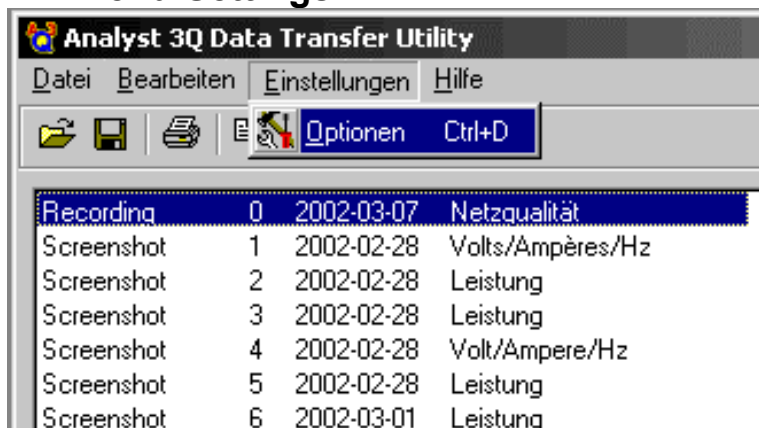 Analyst 3Q Data Transfer Utility
Datei Bearbeiten Einstellungen Hilfe
Optionen Ctrl+D
Recording 0 2002-03-07 Netzqualität
Screenshot 1 2002-02-28 Volts/Ampères/Hz
Screenshot 2 2002-02-28 Leistung
Screenshot 3 2002-02-28 Leistung
Screenshot 4 2002-02-28 Volt/Ampere/Hz
Screenshot 5 2002-02-28 Leistung
Screenshot 6 2002-03-01 Leistung